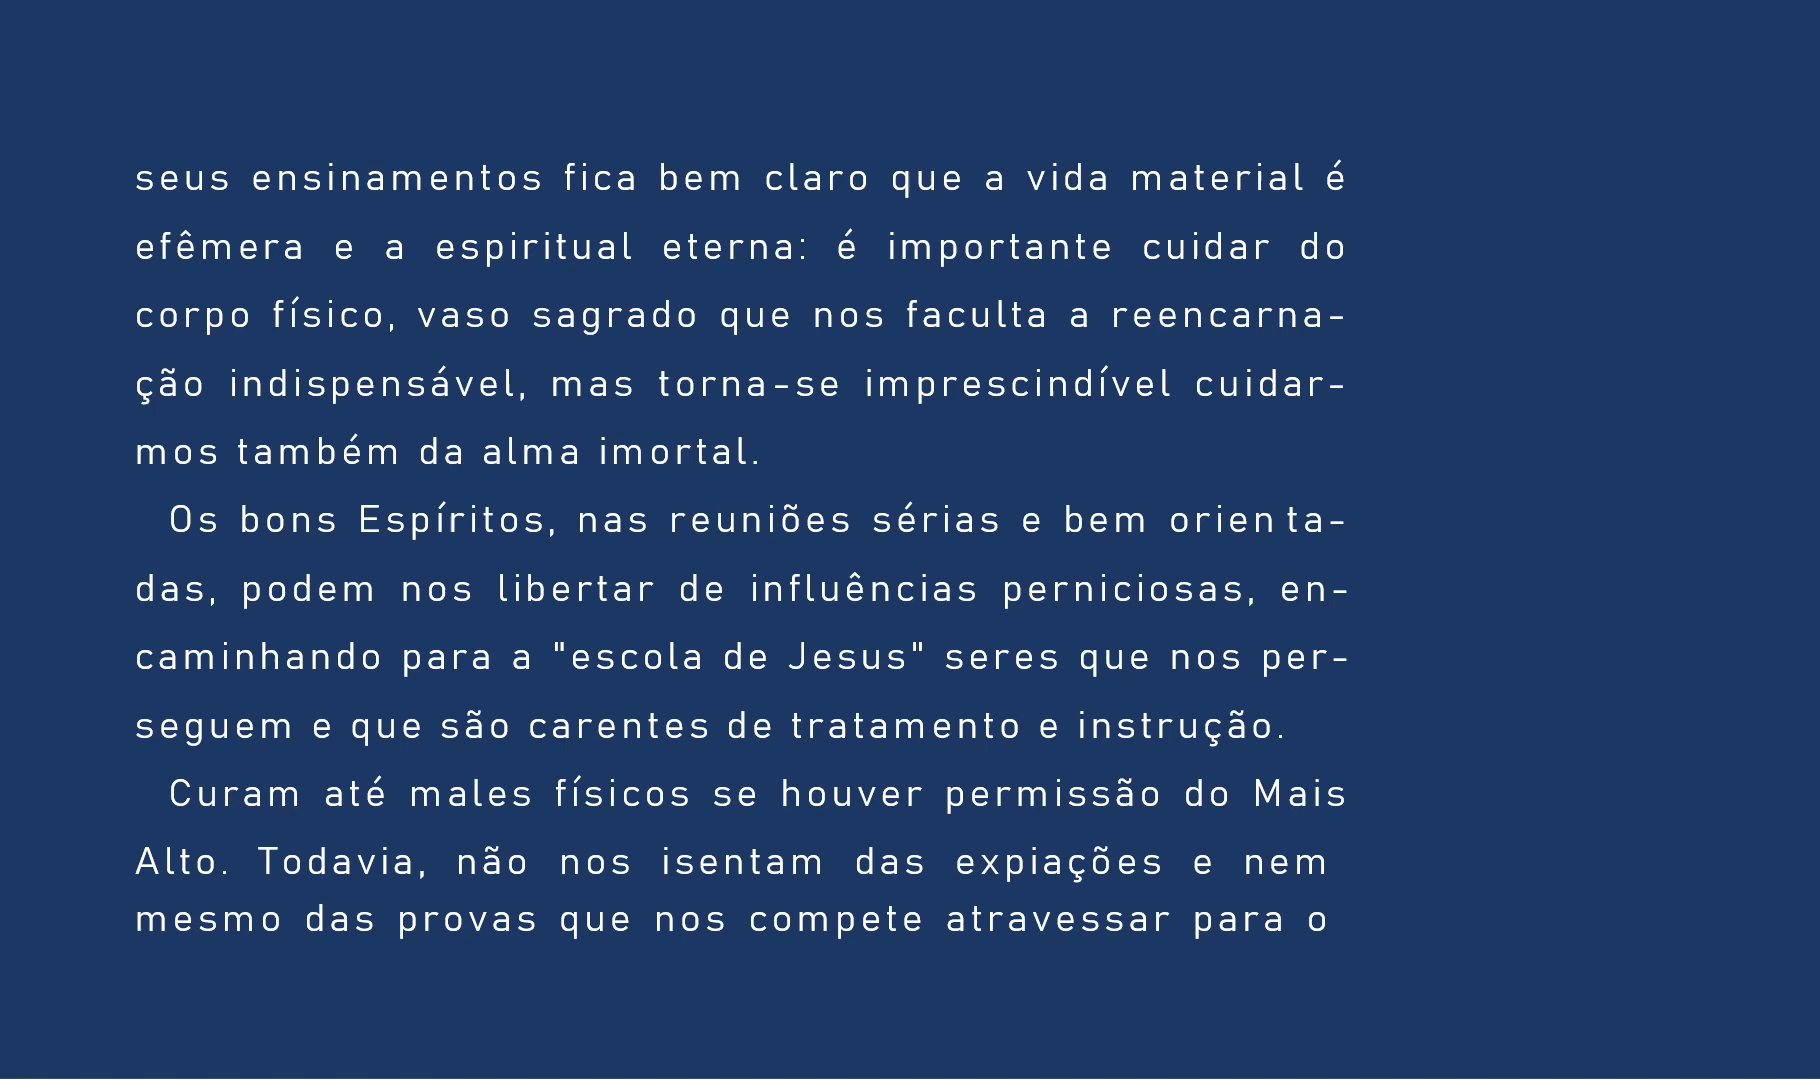 seus ensinamentos fica bem claro que a vida material é
efêmera e a espiritual eterna: é importante cuidar do
corpo físico, vaso sagrado que nos faculta a reencarna-
ção indispensável, mas torna-se imprescindível cuidar-
mos também da alma imortal.
Os bons Espíritos, nas reuniões sérias e bem orienta-
das, podem nos libertar de influências perniciosas, en-
caminhando para a "escola de Jesus" seres que nos per-
seguem e que são carentes de tratamento e instrução.
Curam até males físicos se houver permissão do Mais
Alto. Todavia, não nos isentam das expiações e nem
mesmo das provas que nos compete atravessar para o